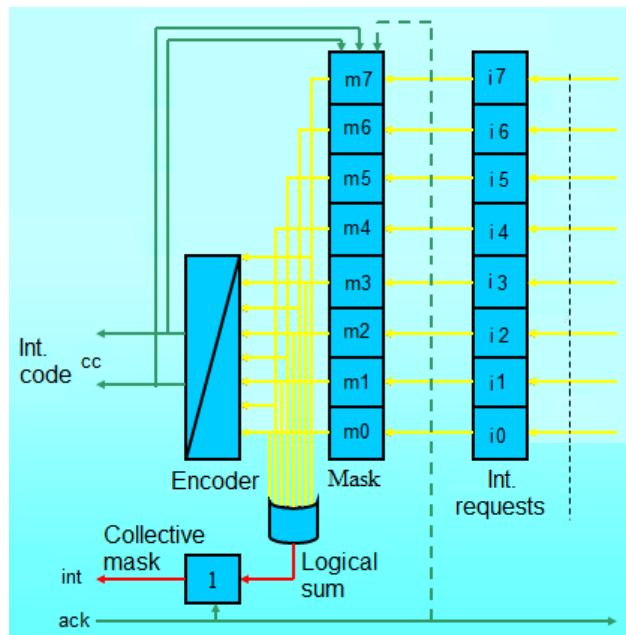 m7
i7
m6
i6
m5
i5
m4
i4
m3
i3
m2
i2
m1
i1
m0
i0
Int.
code
cc
Encoder
Mask
Int.
requests
Collective
mask
Logical
sum
int
1
ack